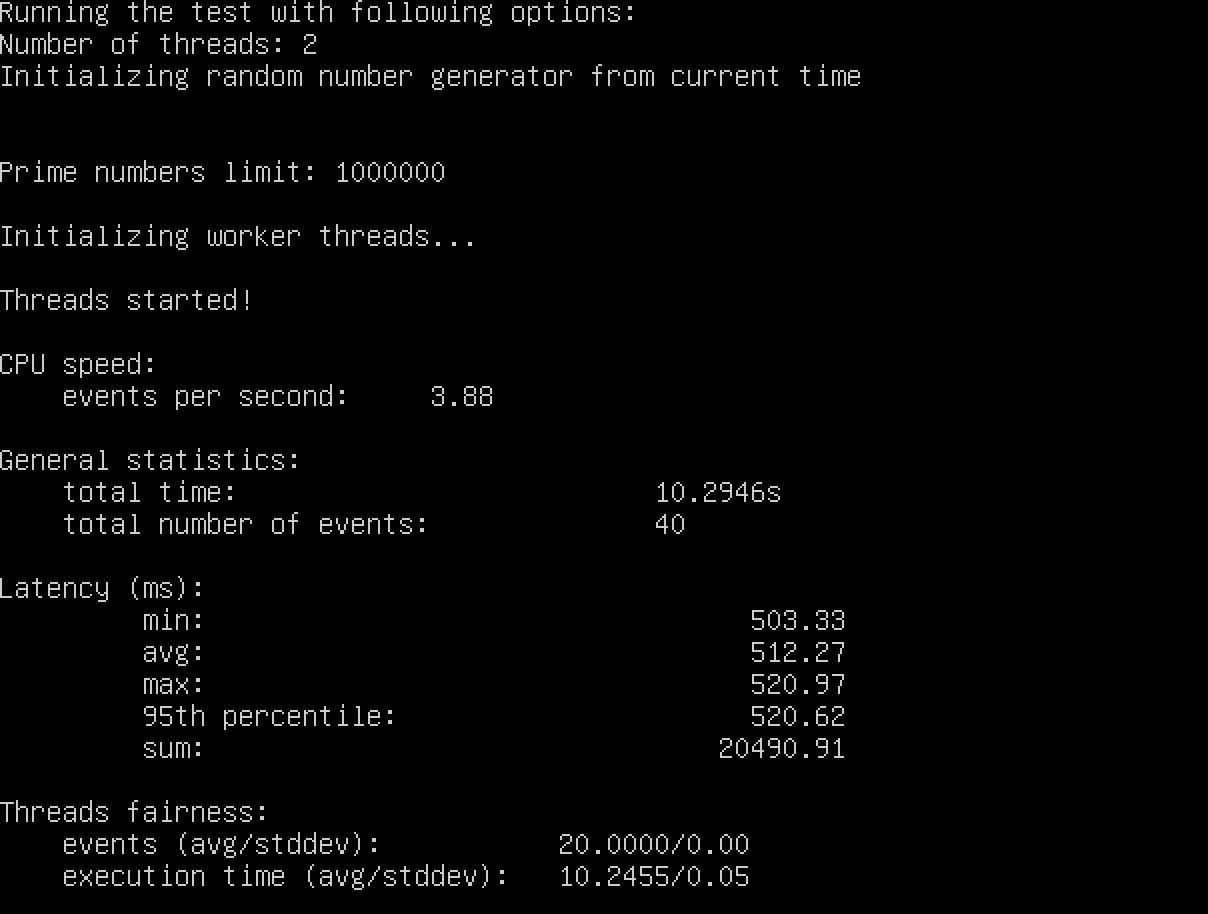 Running the test with following options:
Number of threads: 2
Initializing random number generator from current time
Prime numbers limit: 1000000
Initializing worker threads...
Threads started!
CPU speed:
events per second: 3.88
General statistics:
total time: 10.2946s
total number of events: 40
Latency (ms):
min: 503.33
avg: 512.27
max: 520.97
95th percentile: 520.62
sum: 20490.91
Threads fairness:
events (avg/stddev): 20.0000/0.00
execution time (avg/stddev): 10.2455/0.05